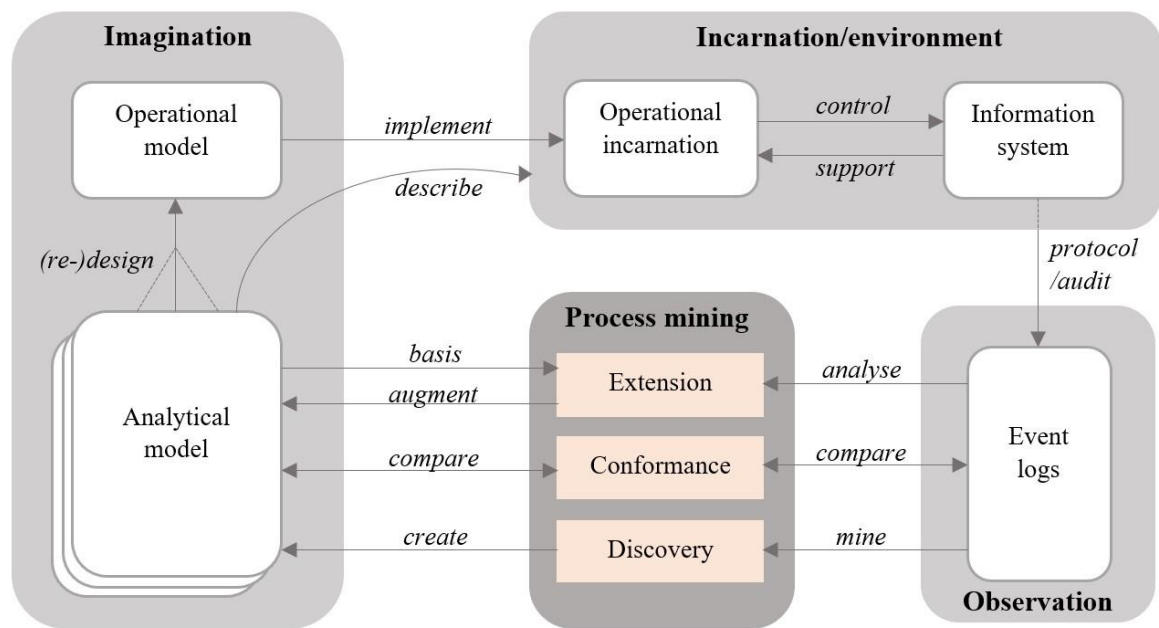 Imagination
Incarnation/environment
Operational
model
implement
Operational
incarnation
control
support
Information
system
describe
(re-)design
protocol
/audit
Process mining
Analytical
model
basis
augment
Extension
analyse
compare
Conformance
compare
create
Discovery
mine
Event
logs
Observation